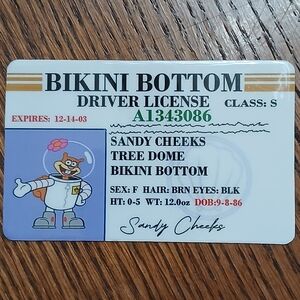 BIKINI BOTTOM
DRIVER LICENSE CLASS: S
A1343086
EXPIRES: 12-14-03
SANDY CHEEKS
TREE DOME
BIKINI BOTTOM
SEX: F HAIR: BRN EYES: BLK
HT: 0-5 WT: 12.0oz DOB:9-8-86
Sandy Cheeks